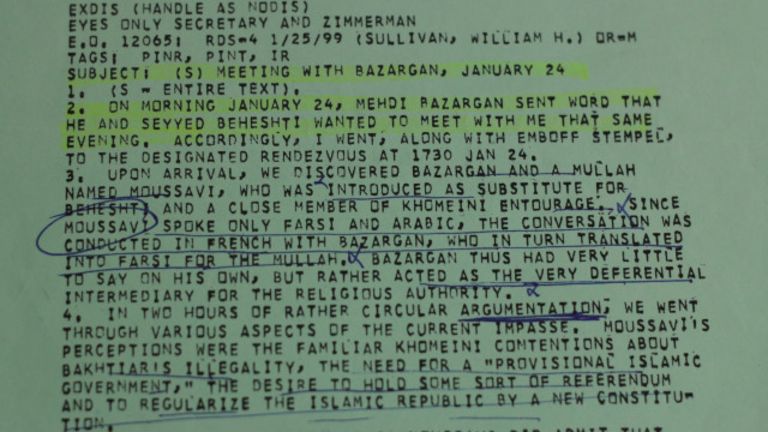 EXDIS (HANDLE AS NODIS)
EYES ONLY SECRETARY AND ZIMMERMAN
E.O. 12065: RDS-4 1/25/99 (SULLIVAN, WILLIAM H.) OR-M
TAGS: PINR, PINT, IR
SUBJECT: (S) MEETING WITH BAZARGAN, JANUARY 24
1. (S - ENTIRE TEXT).
2. ON MORNING JANUARY 24, MEHDI BAZARGAN SENT WORD THAT
HE AND SEYYED BEHESHTI WANTED TO MEET WITH ME THAT SAME
EVENING. ACCORDINGLY, I WENT, ALONG WITH EMBOFF STEMPEL,
TO THE DESIGNATED RENDEZVOUS AT 1730 JAN 24.
3. UPON ARRIVAL, WE DISCOVERED BAZARGAN AND A MULLAH
NAMED MOUSSAVI, WHO WAS INTRODUCED AS SUBSTITUTE FOR
BEHESHTI AND A CLOSE MEMBER OF KHOMEINI ENTOURAGE. SINCE
MOUSSAVI SPOKE ONLY FARSI AND ARABIC, THE CONVERSATION WAS
CONDUCTED IN FRENCH WITH BAZARGAN, WHO IN TURN TRANSLATED
INTO FARSI FOR THE MULLAH. BAZARGAN THUS HAD VERY LITTLE
TO SAY ON HIS OWN, BUT RATHER ACTED AS THE VERY DEFERENTIAL
INTERMEDIARY FOR THE RELIGIOUS AUTHORITY.
4. IN TWO HOURS OF RATHER CIRCULAR ARGUMENTATION, WE WENT
THROUGH VARIOUS ASPECTS OF THE CURRENT IMPASSE. MOUSSAVI'S
PERCEPTIONS WERE THE FAMILIAR KHOMEINI CONTENTIONS ABOUT
BAKHTIAR'S ILLEGALITY, THE NEED FOR A "PROVISIONAL ISLAMIC
GOVERNMENT," THE DESIRE TO HOLD SOME SORT OF REFERENDUM
AND TO REGULARIZE THE ISLAMIC REPUBLIC BY A NEW CONSTITU-
TION.
ADMIT THAT